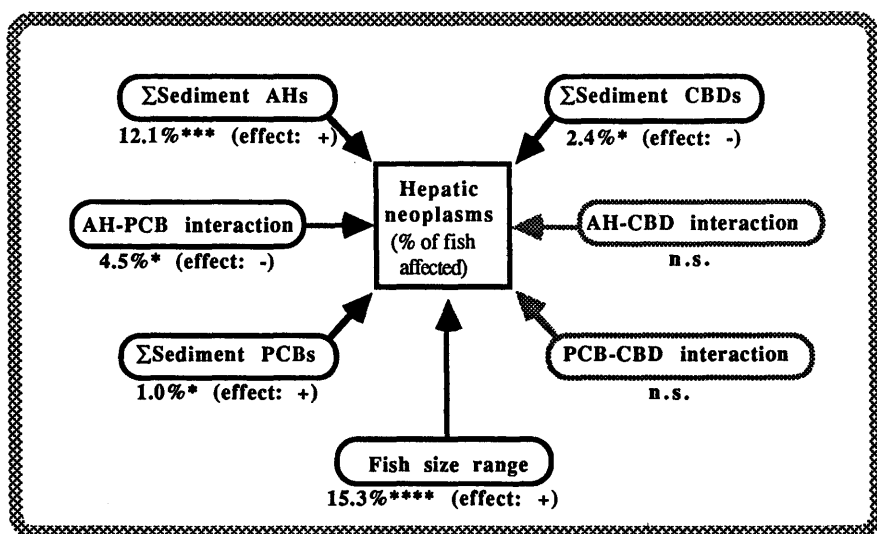 ΣSediment AHs
12.1%*** (effect: +)
ΣSediment CBDs
2.4%* (effect: -)
Hepatic
neoplasms
(% of fish
affected)
AH-PCB interaction
4.5%* (effect: -)
AH-CBD interaction
n.s.
ΣSediment PCBs
1.0%* (effect: +)
PCB-CBD interaction
n.s.
Fish size range
15.3%**** (effect: +)